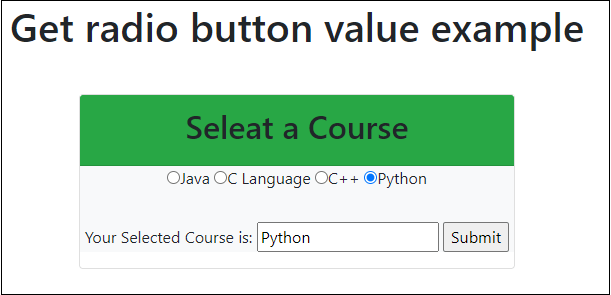 Get radio button value example
Seleat a Course
Java C Language C++ Python
Your Selected Course is: Python Submit